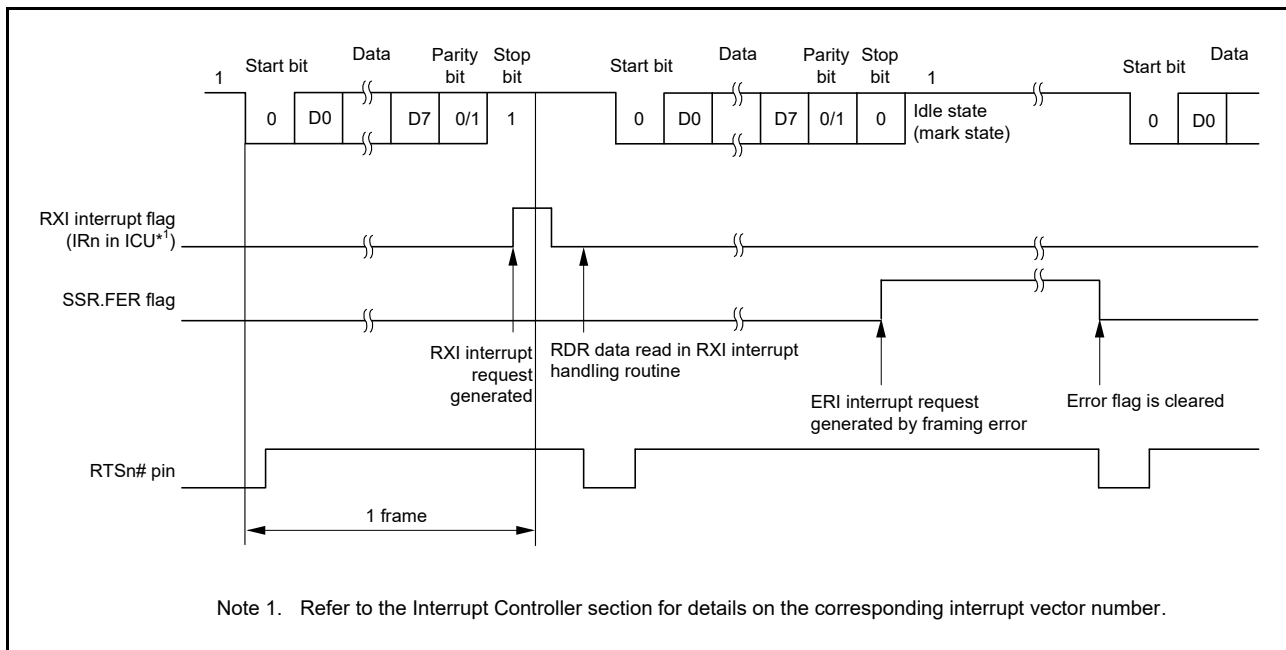 1
Start bit
Data
Parity
bit
Stop
bit
Start bit
Data
Parity
bit
Stop
bit
1
Start bit
Data
0
D0
D7
0/1
1
0
D0
D7
0/1
0
Idle state
(mark state)
0
D0
RXI interrupt flag
(IRn in ICU*1)
SSR.FER flag
RXI interrupt
request
generated
RDR data read in RXI interrupt
handling routine
ERI interrupt request
generated by framing error
Error flag is cleared
RTSn# pin
1 frame
Note 1. Refer to the Interrupt Controller section for details on the corresponding interrupt vector number.